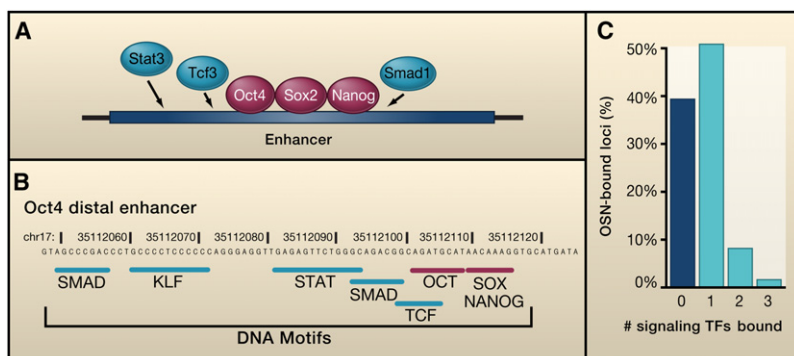 A
Stat3
Tcf3
Oct4
Sox2
Nanog
Smad1
Enhancer
B
Oct4 distal enhancer
chr17: 35112060 35112070 35112080 35112090 35112100 35112110 35112120
GTAGCCCGACCCTGCCCCTCCCCCCAGGGAGGTTGAGAGTTCTGGGCAGACGGCAGATGCATAACAAAGGTGCATGATA
SMAD KLF STAT OCT SOX
SMAD NANOG
TCF
DNA Motifs
C
OSN-bound loci (%)
50%
40%
30%
20%
10%
0%
0 1 2 3
# signaling TFs bound